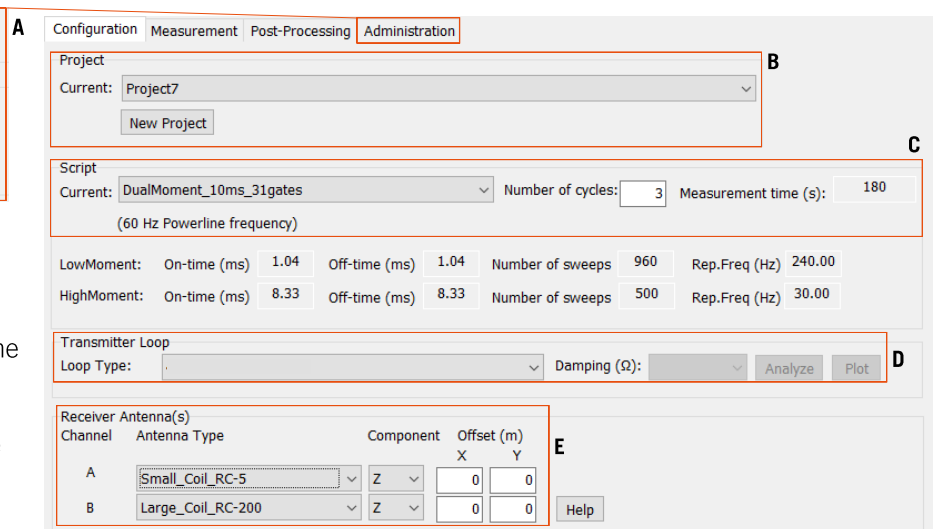 A
Configuration Measurement Post-Processing Administration
Project
B
Current: Project7
New Project
C
Script
Current: DualMoment_10ms_31gates Number of cycles: 3 Measurement time (s): 180
(60 Hz Powerline frequency)
LowMoment: On-time (ms) 1.04 Off-time (ms) 1.04 Number of sweeps 960 Rep.Freq (Hz) 240.00
HighMoment: On-time (ms) 8.33 Off-time (ms) 8.33 Number of sweeps 500 Rep.Freq (Hz) 30.00
Transmitter Loop
Loop Type: Damping (Ω): Analyze Plot D
Receiver Antenna(s)
Channel Antenna Type Component Offset (m)
X Y
E
A Small_Coil_RC-5 Z 0 0
B Large_Coil_RC-200 Z 0 0 Help